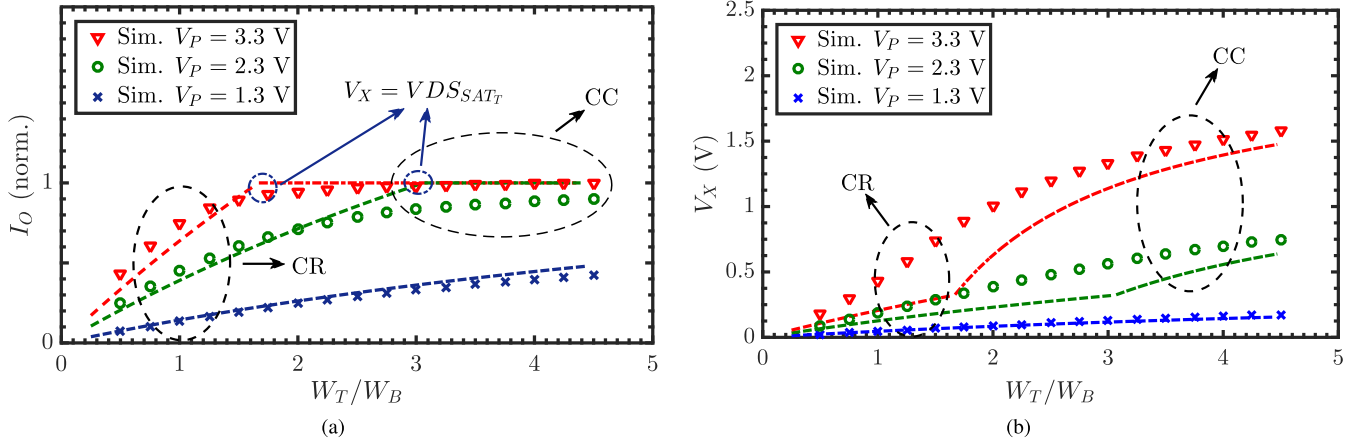 Sim. V_P = 3.3 V
Sim. V_P = 2.3 V
Sim. V_P = 1.3 V
V_X = VDS_{SAT_T}
CC
CR
I_O (norm.)
1
0
0 1 2 3 4 5
W_T/W_B
(a)
Sim. V_P = 3.3 V
Sim. V_P = 2.3 V
Sim. V_P = 1.3 V
CC
CR
V_X (V)
2.5
2
1.5
1
0.5
0
0 1 2 3 4 5
W_T/W_B
(b)